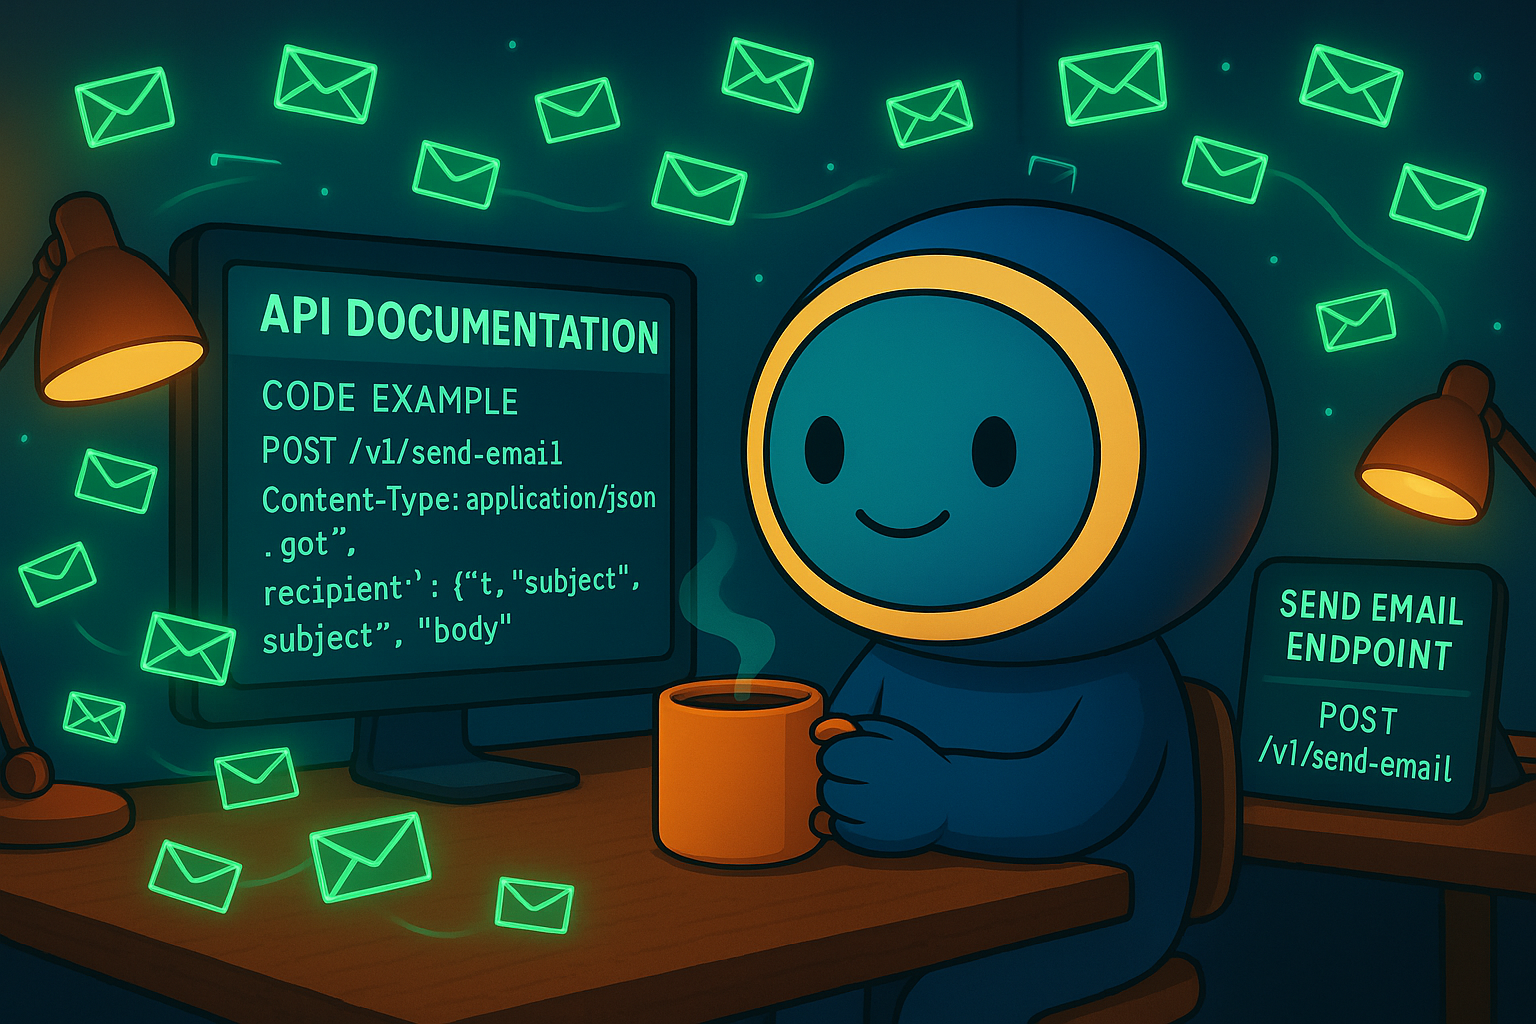 API DOCUMENTATION
CODE EXAMPLE
POST /v1/send-email
Content-Type: application/json
. got”,
recipient·’ : {“t, "subject",
subject”, "body"
SEND EMAIL
ENDPOINT
POST
/v1/send-email